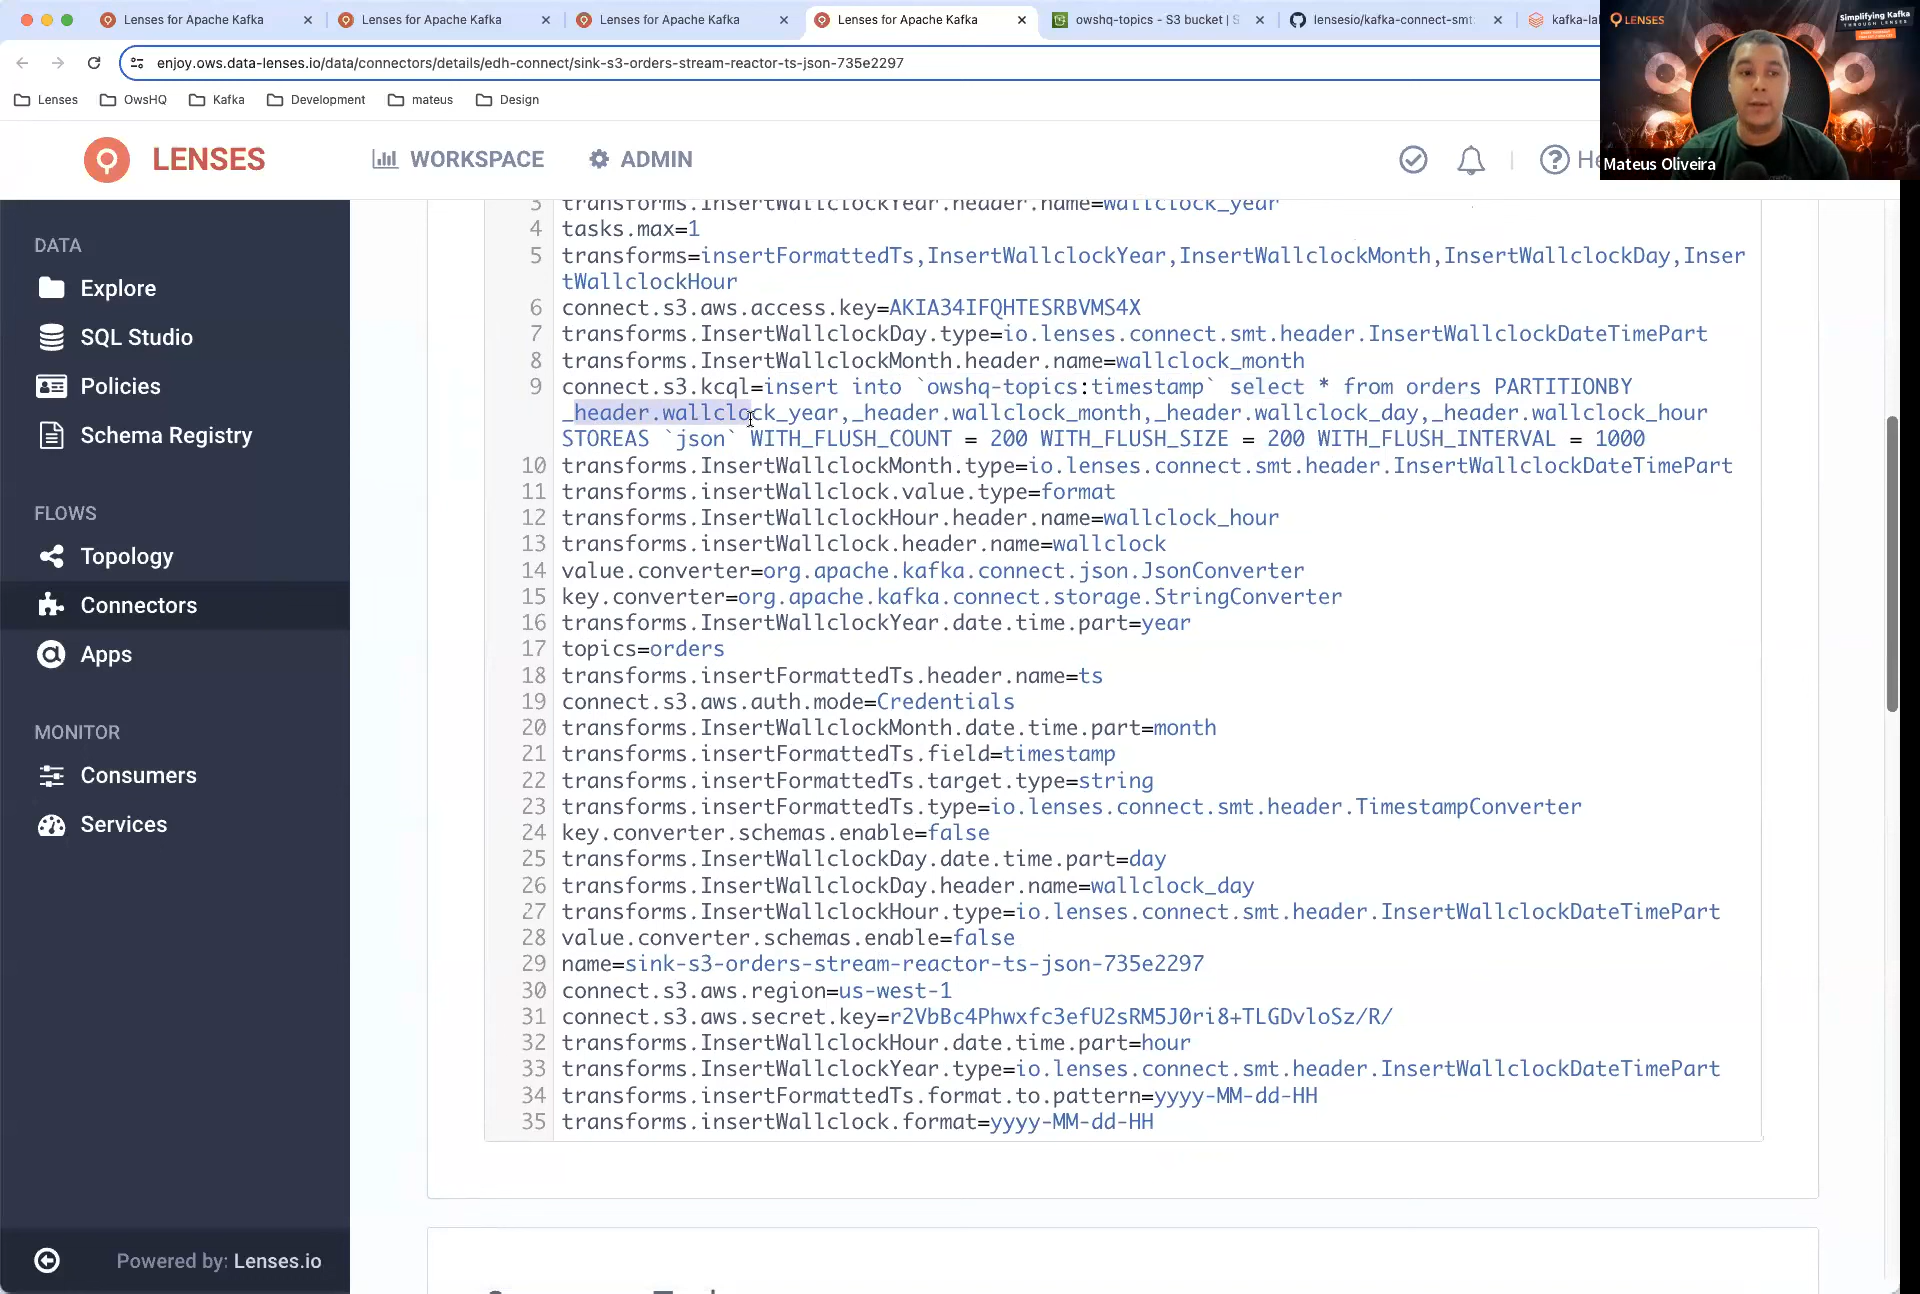 Lenses for Apache Kafka
Lenses for Apache Kafka
Lenses for Apache Kafka
Lenses for Apache Kafka
owshq-topics - S3 bucket | S
lensesio/kafka-connect-smt
kafka-la
enjoy.ows.data-lenses.io/data/connectors/details/edh-connect/sink-s3-orders-stream-reactor-ts-json-735e2297
Lenses
OwsHQ
Kafka
Development
mateus
Design
LENSES
Simplifying Kafka
THROUGH LENSES
Mateus Oliveira
LENSES
WORKSPACE
ADMIN
He
DATA
Explore
SQL Studio
Policies
Schema Registry
FLOWS
Topology
Connectors
Apps
MONITOR
Consumers
Services
Powered by: Lenses.io
3 transforms.InsertWallclockYear.header.name=wallclock_year
4 tasks.max=1
5 transforms=insertFormattedTs,InsertWallclockYear,InsertWallclockMonth,InsertWallclockDay,Inser
tWallclockHour
6 connect.s3.aws.access.key=AKIA34IFQHTESRBVMS4X
7 transforms.InsertWallclockDay.type=io.lenses.connect.smt.header.InsertWallclockDateTimePart
8 transforms.InsertWallclockMonth.header.name=wallclock_month
9 connect.s3.kcql=insert into `owshq-topics:timestamp` select * from orders PARTITIONBY
_header.wallclock_year,_header.wallclock_month,_header.wallclock_day,_header.wallclock_hour
STOREAS `json` WITH_FLUSH_COUNT = 200 WITH_FLUSH_SIZE = 200 WITH_FLUSH_INTERVAL = 1000
10 transforms.InsertWallclockMonth.type=io.lenses.connect.smt.header.InsertWallclockDateTimePart
11 transforms.insertWallclock.value.type=format
12 transforms.InsertWallclockHour.header.name=wallclock_hour
13 transforms.insertWallclock.header.name=wallclock
14 value.converter=org.apache.kafka.connect.json.JsonConverter
15 key.converter=org.apache.kafka.connect.storage.StringConverter
16 transforms.InsertWallclockYear.date.time.part=year
17 topics=orders
18 transforms.insertFormattedTs.header.name=ts
19 connect.s3.aws.auth.mode=Credentials
20 transforms.InsertWallclockMonth.date.time.part=month
21 transforms.insertFormattedTs.field=timestamp
22 transforms.insertFormattedTs.target.type=string
23 transforms.insertFormattedTs.type=io.lenses.connect.smt.header.TimestampConverter
24 key.converter.schemas.enable=false
25 transforms.InsertWallclockDay.date.time.part=day
26 transforms.InsertWallclockDay.header.name=wallclock_day
27 transforms.InsertWallclockHour.type=io.lenses.connect.smt.header.InsertWallclockDateTimePart
28 value.converter.schemas.enable=false
29 name=sink-s3-orders-stream-reactor-ts-json-735e2297
30 connect.s3.aws.region=us-west-1
31 connect.s3.aws.secret.key=r2VbBc4Phwxfc3efU2sRM5J0ri8+TLGDvloSz/R/
32 transforms.InsertWallclockHour.date.time.part=hour
33 transforms.InsertWallclockYear.type=io.lenses.connect.smt.header.InsertWallclockDateTimePart
34 transforms.insertFormattedTs.format.to.pattern=yyyy-MM-dd-HH
35 transforms.insertWallclock.format=yyyy-MM-dd-HH